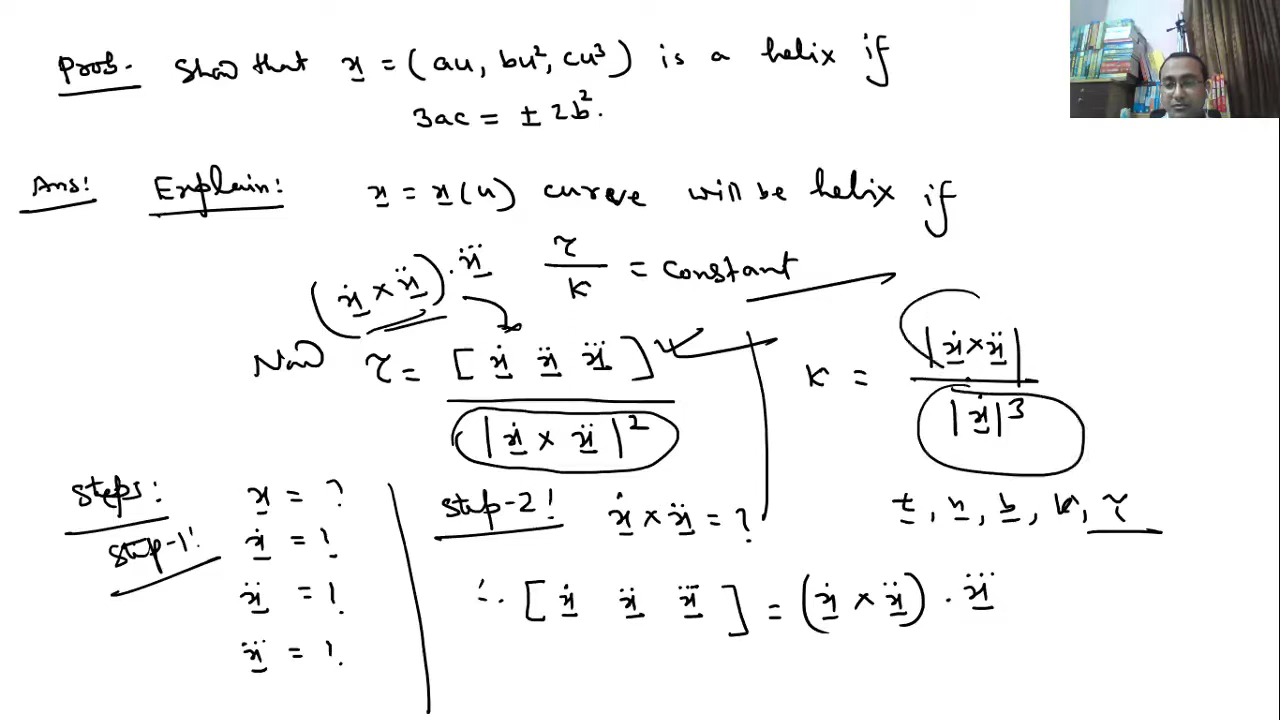 Prob. Show that x = (au, bu², cu³) is a helix if
3ac = ± 2b².
Ans: Explain: x = x(u) curve will be helix if
(ẋ × ẍ) · x⃛ τ/κ = constant
Now τ = [ẋ ẍ x⃛] / |ẋ × ẍ|² κ = |ẋ × ẍ| / |ẋ|³
Steps: x = ? step-2! ẋ × ẍ = ? t, n, b, κ, τ
step-1! ẋ = ?
ẍ = ? ∴ [ẋ ẍ x⃛] = (ẋ × ẍ) · x⃛
x⃛ = ?